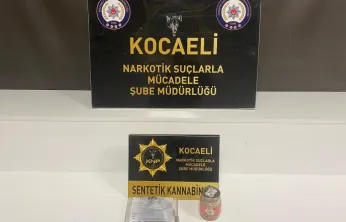 KOCAELİ
NARKOTİK SUÇLARLA
MÜCADELE
ŞUBE MÜDÜRLÜĞÜ
KOCAELİ
NARKOTİK SUÇLARLA
MÜCADELE
ŞUBE MÜDÜRLÜĞÜ
SENTETİK KANNABİN